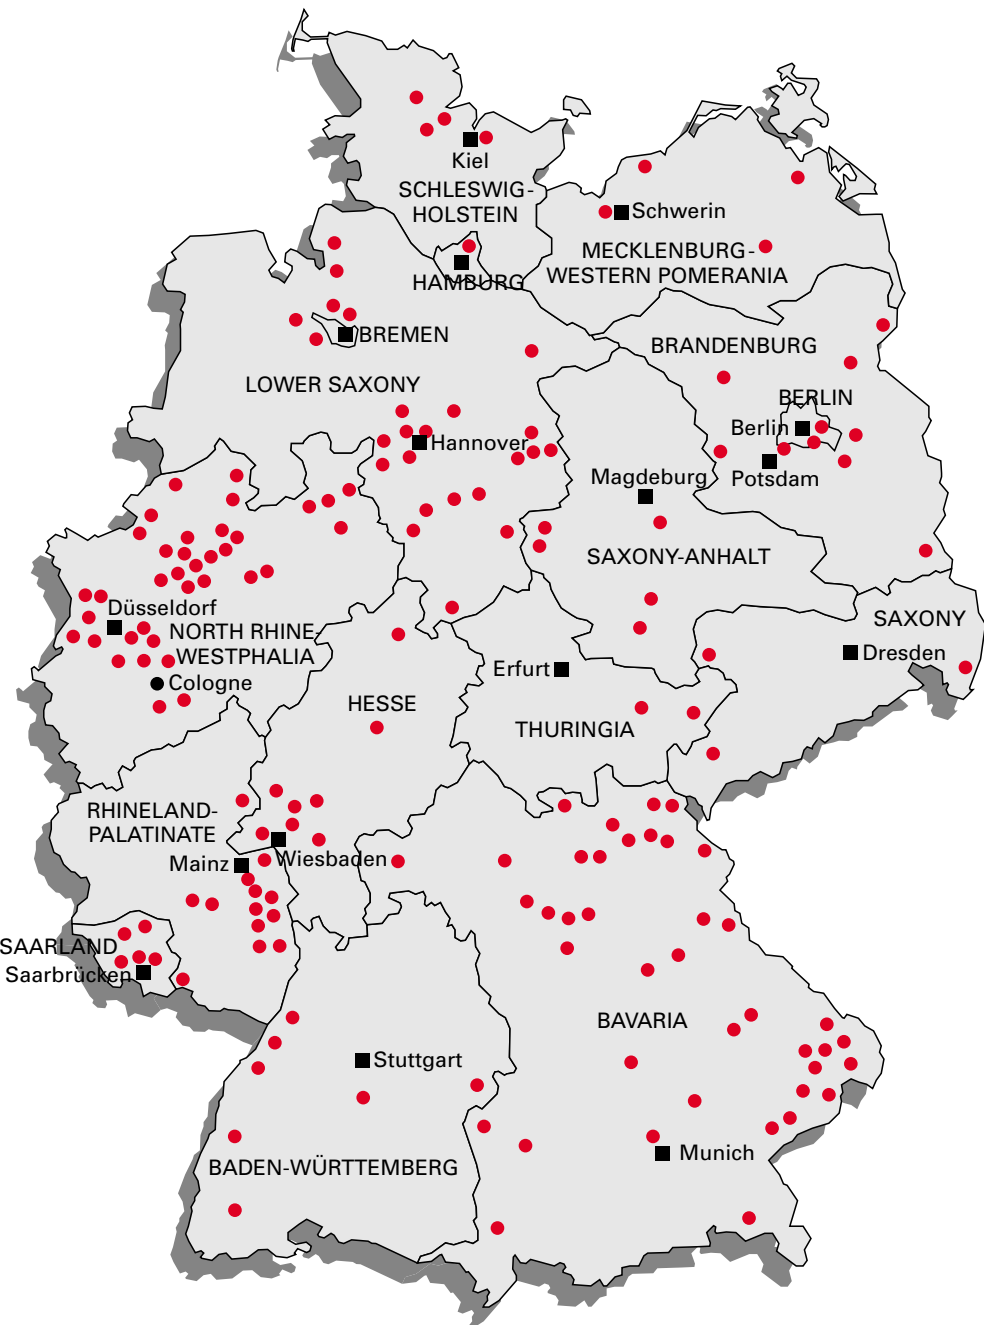 Kiel
SCHLESWIG-
HOLSTEIN
Schwerin
MECKLENBURG-
WESTERN POMERANIA
HAMBURG
BREMEN
BRANDENBURG
LOWER SAXONY
BERLIN
Berlin
Hannover
Potsdam
Magdeburg
SAXONY-ANHALT
Düsseldorf
NORTH RHINE-
WESTPHALIA
SAXONY
Dresden
Erfurt
Cologne
HESSE
THURINGIA
RHINELAND-
PALATINATE
Wiesbaden
Mainz
SAARLAND
Saarbrücken
BAVARIA
Stuttgart
Munich
BADEN-WÜRTTEMBERG